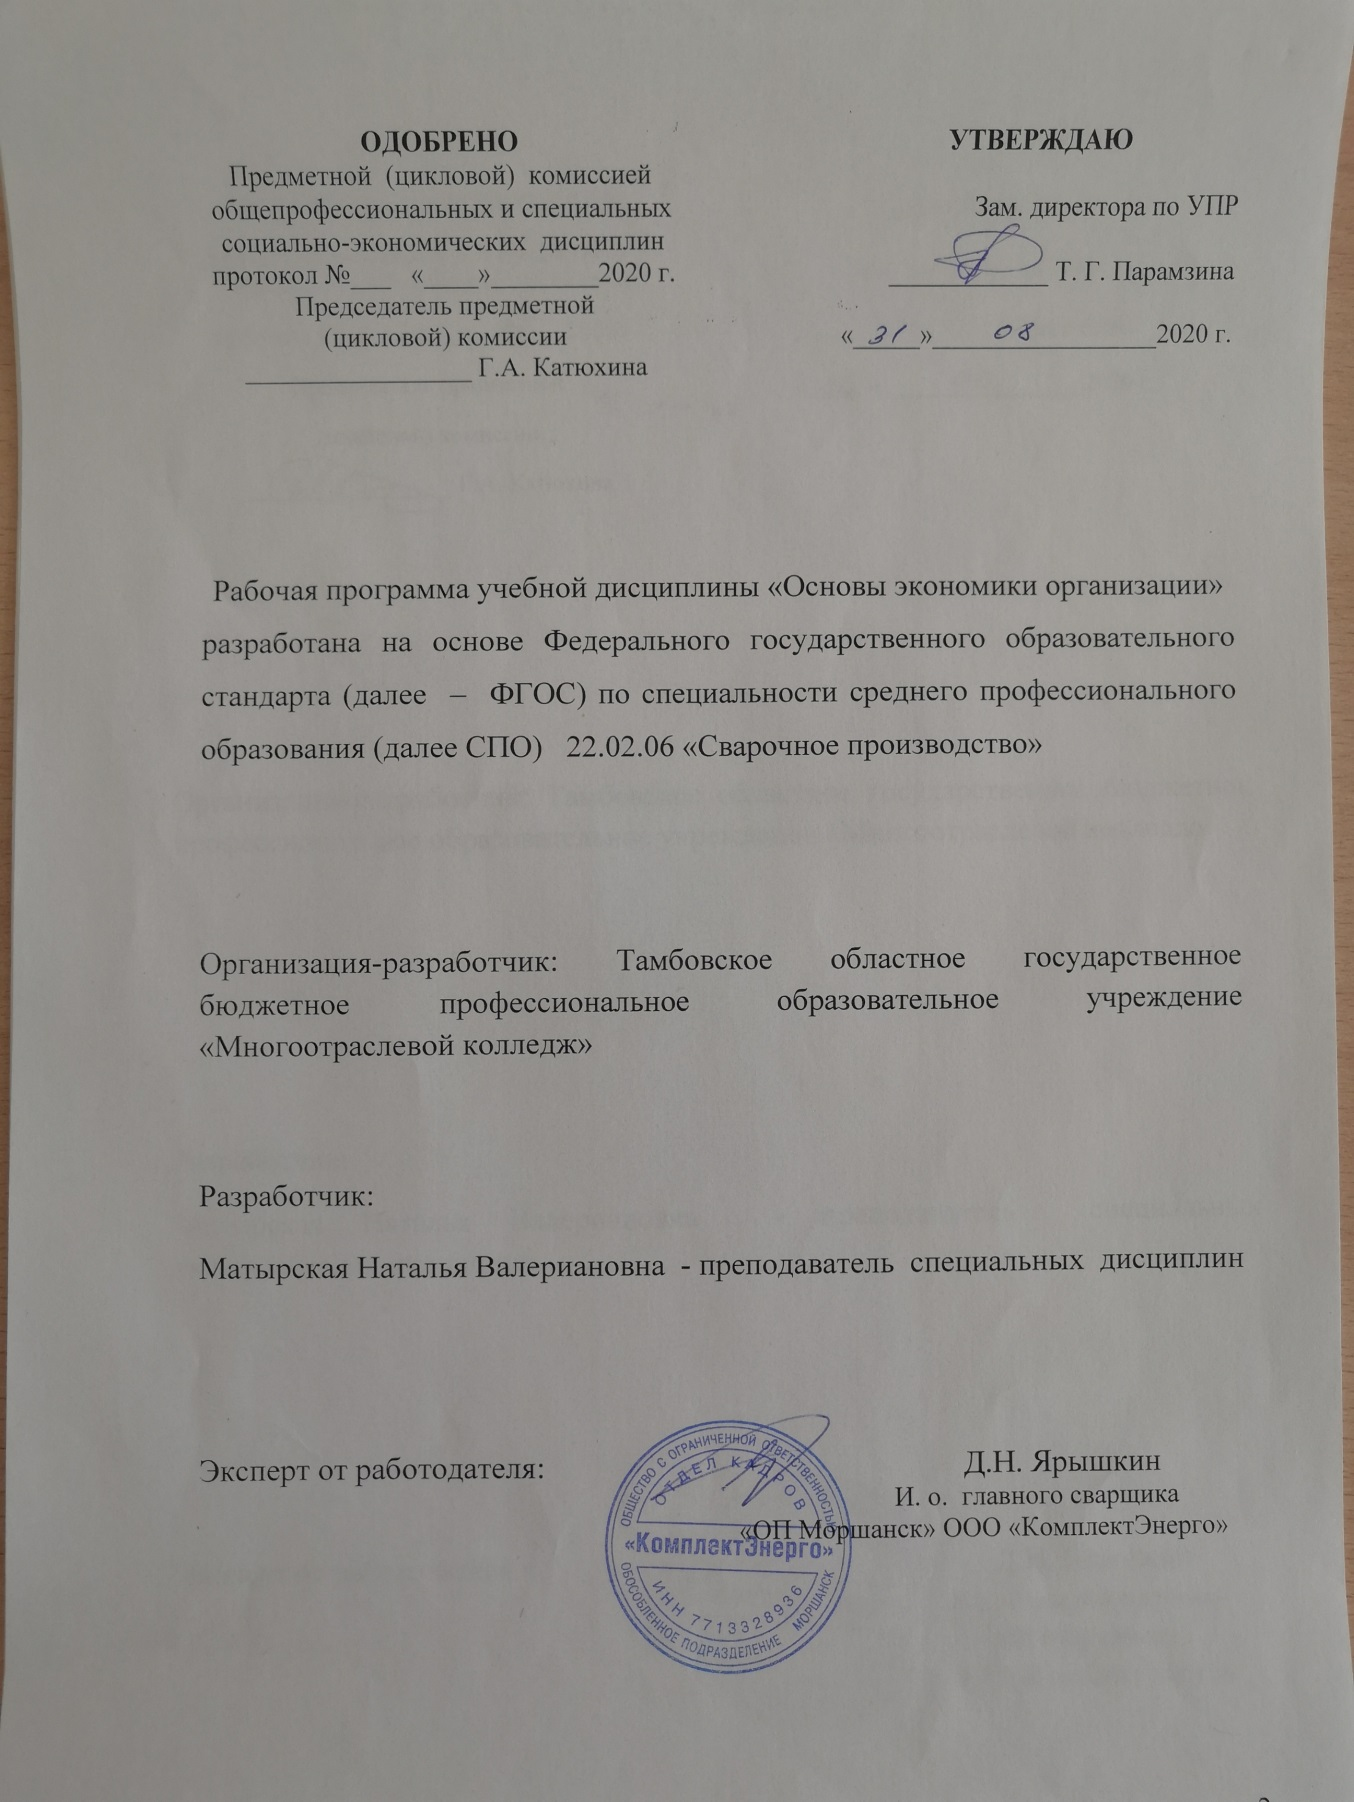 ОДОБРЕНО
Предметной (цикловой) комиссией
общепрофессиональных и специальных
социально-экономических дисциплин
протокол №___ «____»________2020 г.
Председатель предметной
(цикловой) комиссии
_________________ Г.А. Катюхина
УТВЕРЖДАЮ
Зам. директора по УПР
____________ Т. Г. Парамзина
«31» 08 2020 г.
Рабочая программа учебной дисциплины «Основы экономики организации»
разработана на основе Федерального государственного образовательного
стандарта (далее – ФГОС) по специальности среднего профессионального
образования (далее СПО) 22.02.06 «Сварочное производство»
Организация-разработчик: Тамбовское областное государственное
бюджетное профессиональное образовательное учреждение
«Многоотраслевой колледж»
Разработчик:
Матырская Наталья Валериановна - преподаватель специальных дисциплин
Эксперт от работодателя:
Д.Н. Ярышкин
И. о. главного сварщика
«ОП Моршанск» ООО «КомплектЭнерго»
ОБЩЕСТВО С ОГРАНИЧЕННОЙ ОТВЕТСТВЕННОСТЬЮ
ОТДЕЛ КАДРОВ
«КомплектЭнерго»
ИНН 7713328936
ОБОСОБЛЕННОЕ ПОДРАЗДЕЛЕНИЕ МОРШАНСК